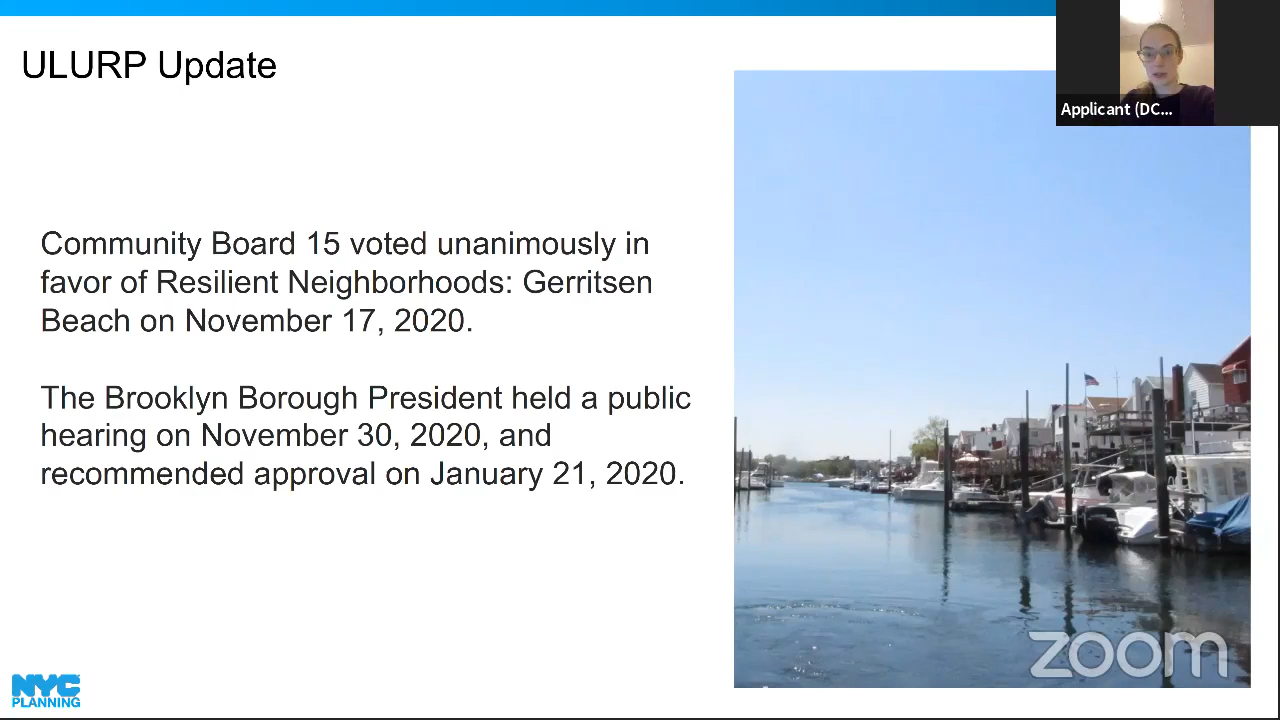 ULURP Update
Applicant (DC...
Community Board 15 voted unanimously in
favor of Resilient Neighborhoods: Gerritsen
Beach on November 17, 2020.
The Brooklyn Borough President held a public
hearing on November 30, 2020, and
recommended approval on January 21, 2020.
zoom
NYC
PLANNING